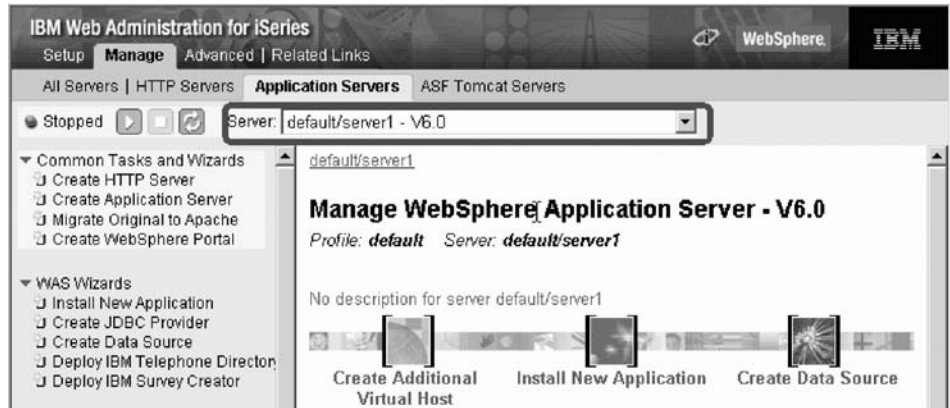 IBM Web Administration for iSeries
WebSphere.
IBM
Setup Manage Advanced | Related Links
All Servers | HTTP Servers Application Servers ASF Tomcat Servers
Stopped Server: default/server1 - V6.0
Common Tasks and Wizards
Create HTTP Server
Create Application Server
Migrate Original to Apache
Create WebSphere Portal
WAS Wizards
Install New Application
Create JDBC Provider
Create Data Source
Deploy IBM Telephone Director
Deploy IBM Survey Creator
default/server1
Manage WebSphere Application Server - V6.0
Profile: default Server: default/server1
No description for server default/server1
Create Additional
Virtual Host
Install New Application
Create Data Source